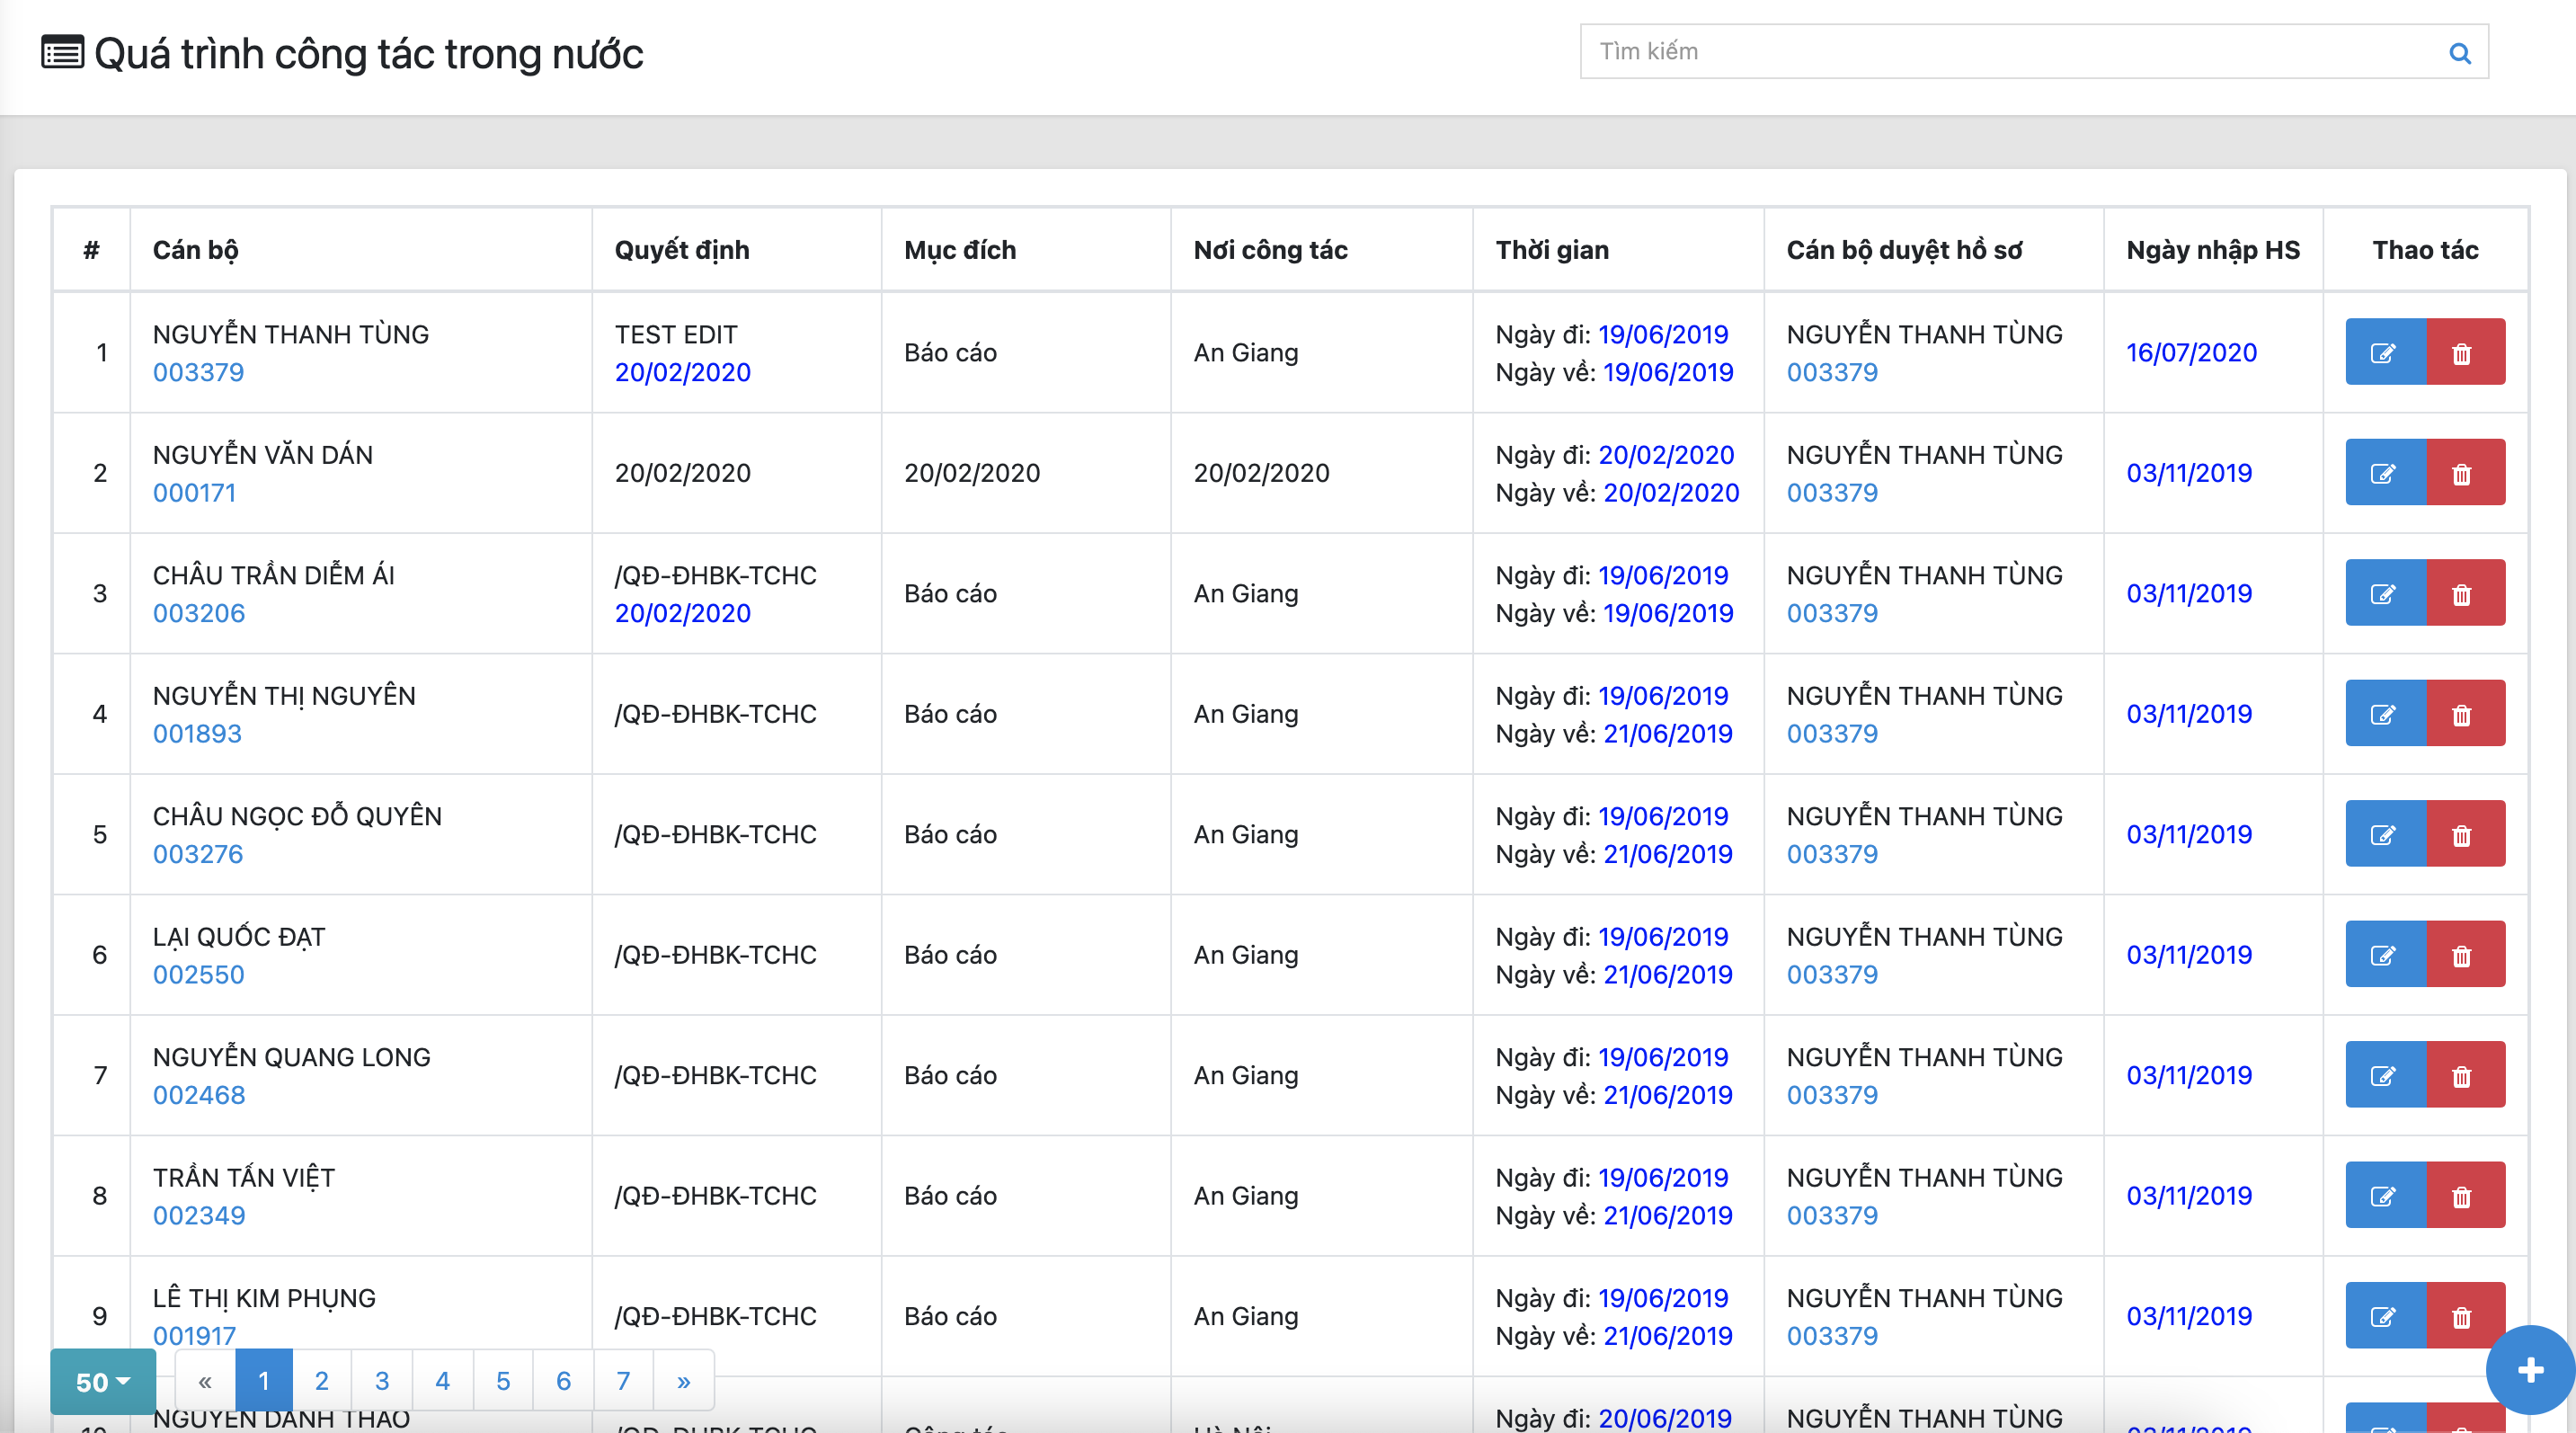 Quá trình công tác trong nước
Tìm kiếm
# Cán bộ Quyết định Mục đích Nơi công tác Thời gian Cán bộ duyệt hồ sơ Ngày nhập HS Thao tác
NGUYỄN THANH TÙNG TEST EDIT Ngày đi: 19/06/2019 NGUYỄN THANH TÙNG
1 Báo cáo An Giang 16/07/2020
003379 20/02/2020 Ngày về: 19/06/2019 003379
NGUYỄN VĂN DÁN Ngày đi: 20/02/2020 NGUYỄN THANH TÙNG
2 20/02/2020 20/02/2020 20/02/2020 03/11/2019
000171 Ngày về: 20/02/2020 003379
CHÂU TRẦN DIỄM ÁI /QĐ-ĐHBK-TCHC Ngày đi: 19/06/2019 NGUYỄN THANH TÙNG
3 Báo cáo An Giang 03/11/2019
003206 20/02/2020 Ngày về: 19/06/2019 003379
NGUYỄN THỊ NGUYÊN Ngày đi: 19/06/2019 NGUYỄN THANH TÙNG
4 /QĐ-ĐHBK-TCHC Báo cáo An Giang 03/11/2019
001893 Ngày về: 21/06/2019 003379
CHÂU NGỌC ĐỖ QUYÊN Ngày đi: 19/06/2019 NGUYỄN THANH TÙNG
5 /QĐ-ĐHBK-TCHC Báo cáo An Giang 03/11/2019
003276 Ngày về: 21/06/2019 003379
LẠI QUỐC ĐẠT Ngày đi: 19/06/2019 NGUYỄN THANH TÙNG
6 /QĐ-ĐHBK-TCHC Báo cáo An Giang 03/11/2019
002550 Ngày về: 21/06/2019 003379
NGUYỄN QUANG LONG Ngày đi: 19/06/2019 NGUYỄN THANH TÙNG
7 /QĐ-ĐHBK-TCHC Báo cáo An Giang 03/11/2019
002468 Ngày về: 21/06/2019 003379
TRẦN TẤN VIỆT Ngày đi: 19/06/2019 NGUYỄN THANH TÙNG
8 /QĐ-ĐHBK-TCHC Báo cáo An Giang 03/11/2019
002349 Ngày về: 21/06/2019 003379
LÊ THỊ KIM PHỤNG Ngày đi: 19/06/2019 NGUYỄN THANH TÙNG
9 /QĐ-ĐHBK-TCHC Báo cáo An Giang 03/11/2019
001917 Ngày về: 21/06/2019 003379
50 « 1 2 3 4 5 6 7 »
DANH Ngày đi: 20/06/2019 NGUYỄN THANH TÙNG